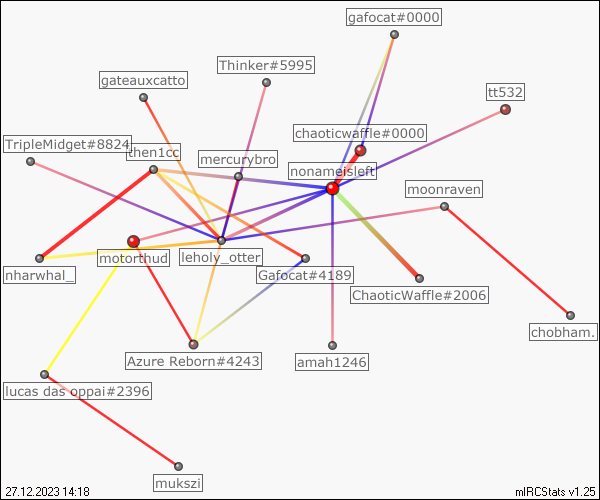 gafocat#0000
Thinker#5995
gateauxcatto
tt532
chaoticwaffle#0000
TripleMidget#8824
then1cc
mercurybro
nonameisleft
moonraven
motorthud
leholy_otter
nharwhal_
Gafocat#4189
ChaoticWaffle#2006
chobham.
Azure Reborn#4243
amah1246
lucas das oppai#2396
mukszi
27.12.2023 14:18
mIRCStats v1.25